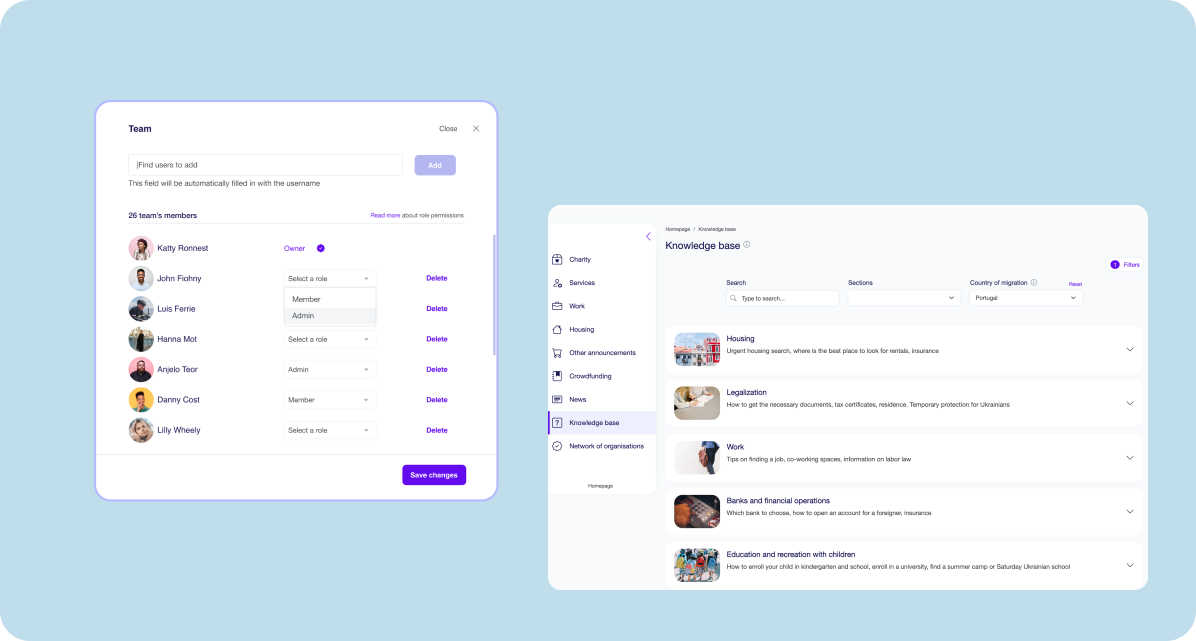 Team
Close
Find users to add
Add
This field will be automatically filled in with the username
26 team's members
Read more about role permissions
Katty Ronnest
Owner
John Fiohny
Select a role
Delete
Member
Admin
Luis Ferrie
Delete
Hanna Mot
Select a role
Delete
Anjelo Teor
Admin
Delete
Danny Cost
Member
Delete
Lilly Wheely
Select a role
Delete
Save changes
Charity
Services
Work
Housing
Other announcements
Crowdfunding
News
Knowledge base
Network of organisations
Homepage
Homepage / Knowledge base
Knowledge base
1 Filters
Search
Type to search...
Sections
Country of migration
Reset
Portugal
Housing
Urgent housing search, where is the best place to look for rentals, insurance
Legalization
How to get the necessary documents, tax certificates, residence. Temporary protection for Ukrainians
Work
Tips on finding a job, co-working spaces, information on labor law
Banks and financial operations
Which bank to choose, how to open an account for a foreigner, insurance
Education and recreation with children
How to enroll your child in kindergarten and school, enroll in a university, find a summer camp or Saturday Ukrainian school